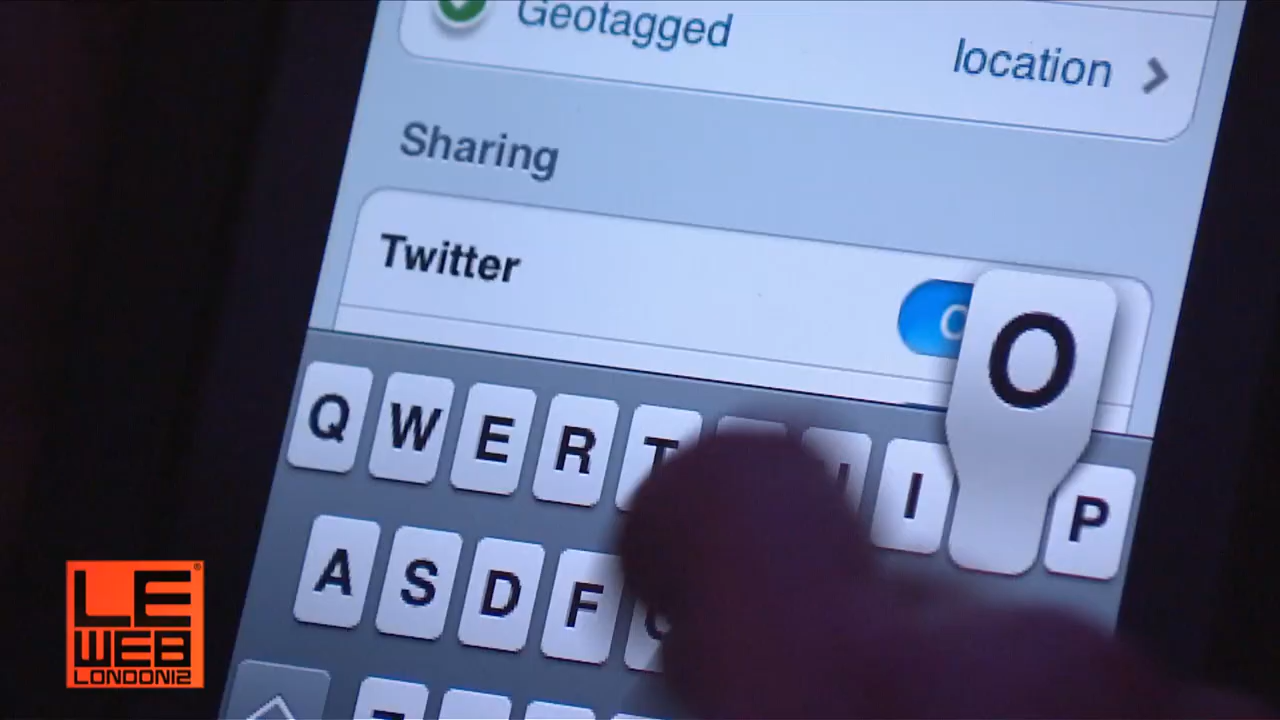 Geotagged
location
Sharing
Twitter
O
Q W E R T I P
A S D F
LE
WEB
LONDON12